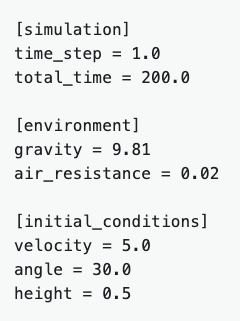 [simulation]
time_step = 1.0
total_time = 200.0

[environment]
gravity = 9.81
air_resistance = 0.02

[initial_conditions]
velocity = 5.0
angle = 30.0
height = 0.5